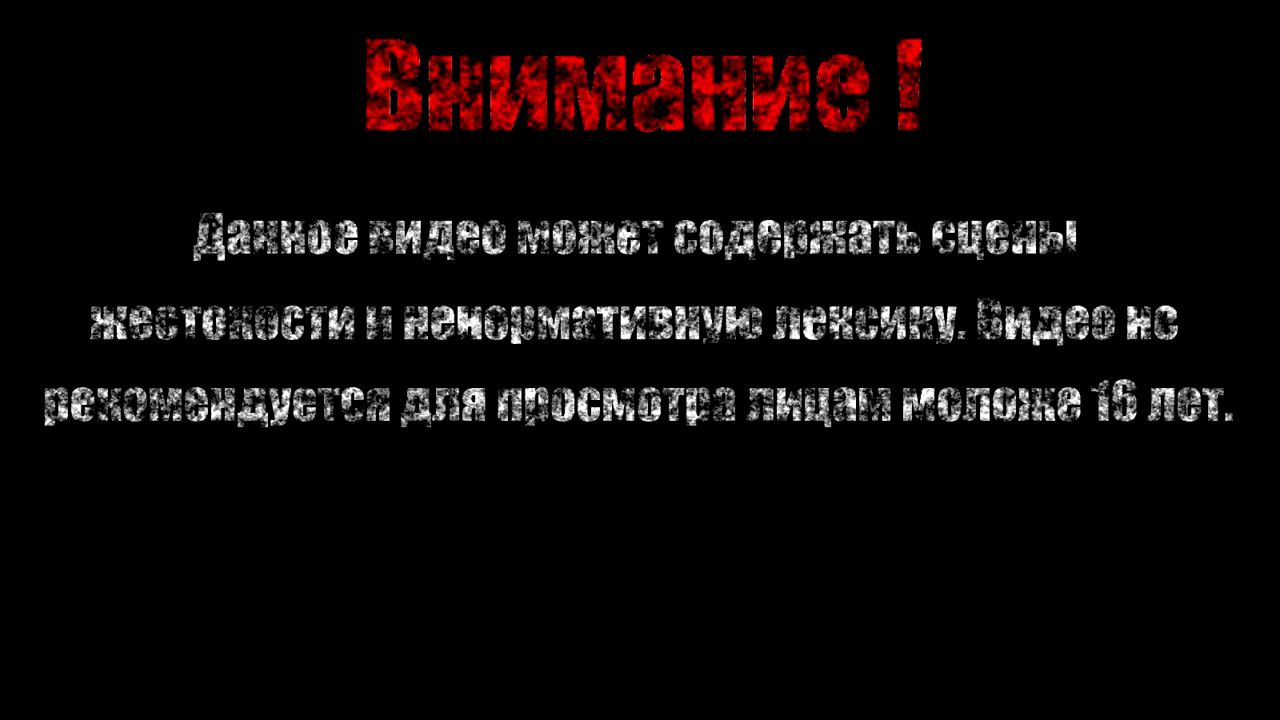 Внимание !
Данное видео может содержать сцены
жестокости и ненормативную лексику. Видео не
рекомендуется для просмотра лицам моложе 16 лет.